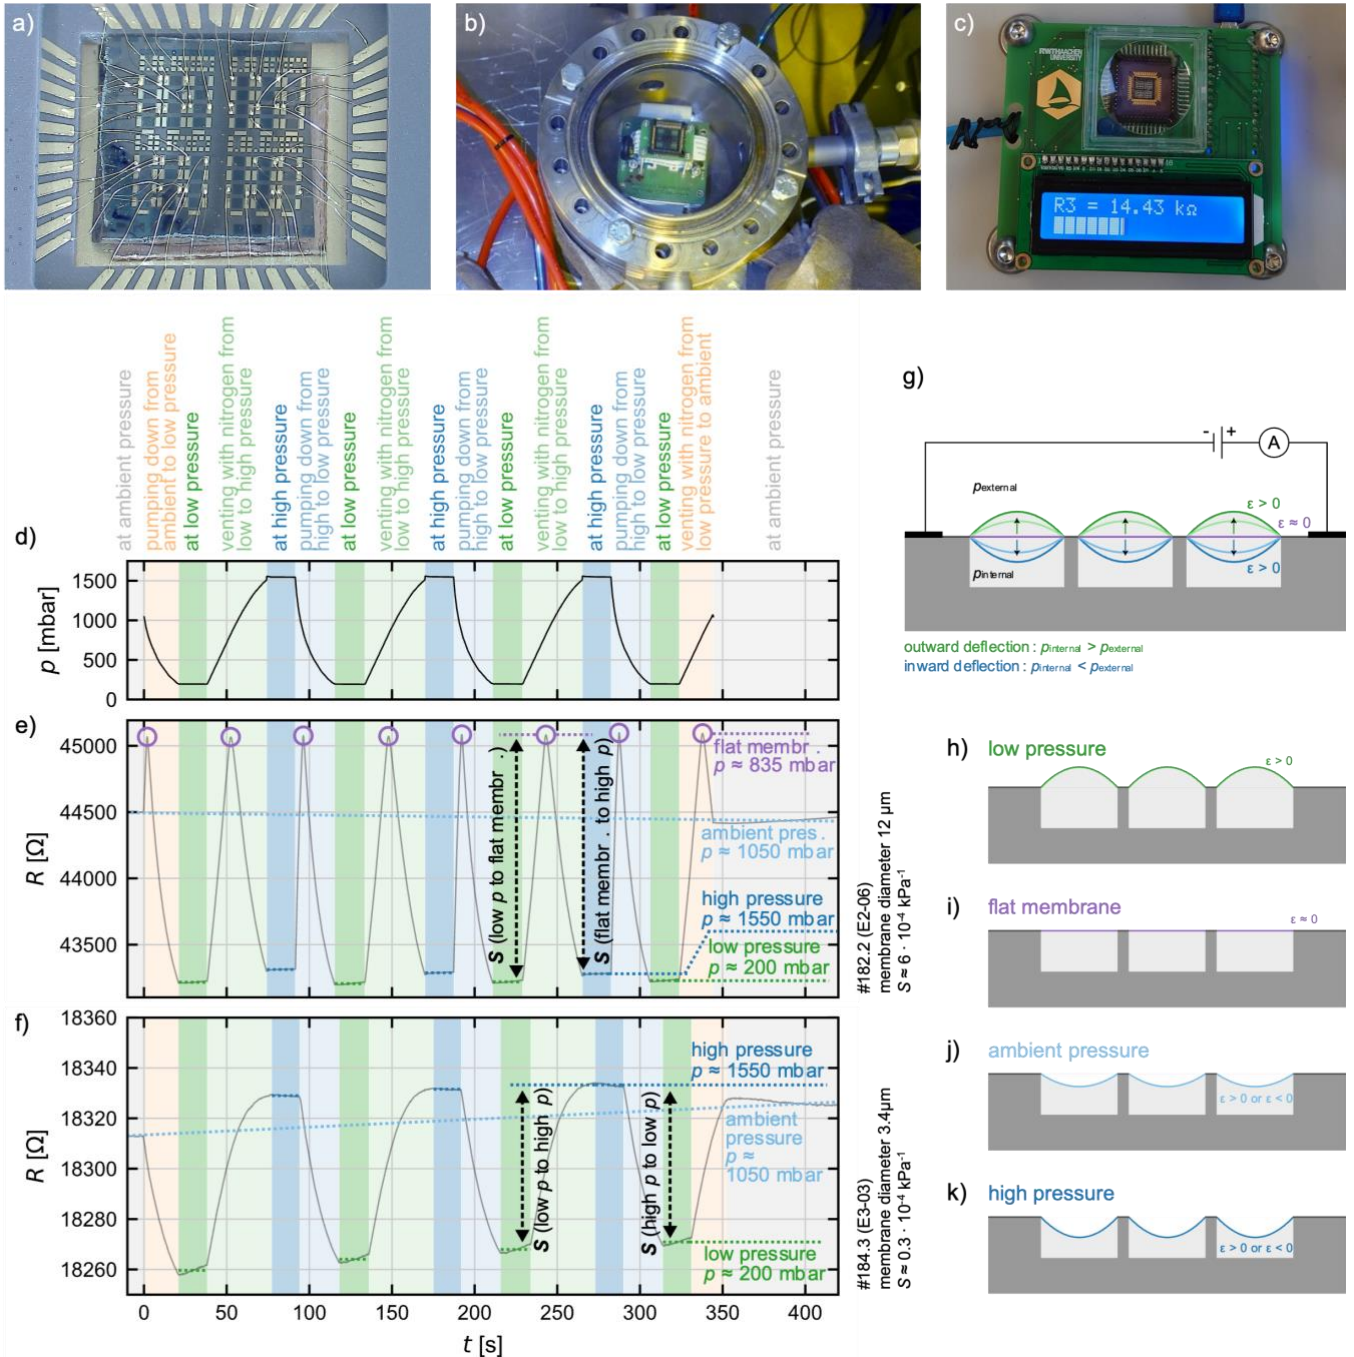 a)
b)
c)
RWTHAACHEN
UNIVERSITY
R3 = 14.43 kΩ
at ambient pressure
pumping down from
ambient to low pressure
at low pressure
venting with nitrogen from
low to high pressure
at high pressure
pumping down from
high to low pressure
at low pressure
venting with nitrogen from
low to high pressure
at high pressure
pumping down from
high to low pressure
at low pressure
venting with nitrogen from
low to high pressure
at high pressure
pumping down from
high to low pressure
at low pressure
venting with nitrogen from
low pressure to ambient
at ambient pressure
d)
p [mbar]
1500
1000
500
0
e)
R [Ω]
45000
44500
44000
43500
S (low p to flat membr .)
S (flat membr . to high p)
flat membr .
p ≈ 835 mbar
ambient pres .
p ≈ 1050 mbar
high pressure
p ≈ 1550 mbar
low pressure
p ≈ 200 mbar
#182.2 (E2-06)
membrane diameter 12 μm
S ≈ 6 · 10⁻⁴ kPa⁻¹
f)
R [Ω]
18360
18340
18320
18300
18280
18260
high pressure
p ≈ 1550 mbar
ambient
pressure
p ≈
1050 mbar
S (low p to high p)
S (high p to low p)
low pressure
p ≈ 200 mbar
#184.3 (E3-03)
membrane diameter 3.4μm
S ≈ 0.3 · 10⁻⁴ kPa⁻¹
0 50 100 150 200 250 300 350 400
t [s]
g)
- + A
pexternal
ε > 0
ε ≈ 0
pinternal
ε > 0
outward deflection : pinternal > pexternal
inward deflection : pinternal < pexternal
h) low pressure
ε > 0
i) flat membrane
ε ≈ 0
j) ambient pressure
ε > 0 or ε < 0
k) high pressure
ε > 0 or ε < 0